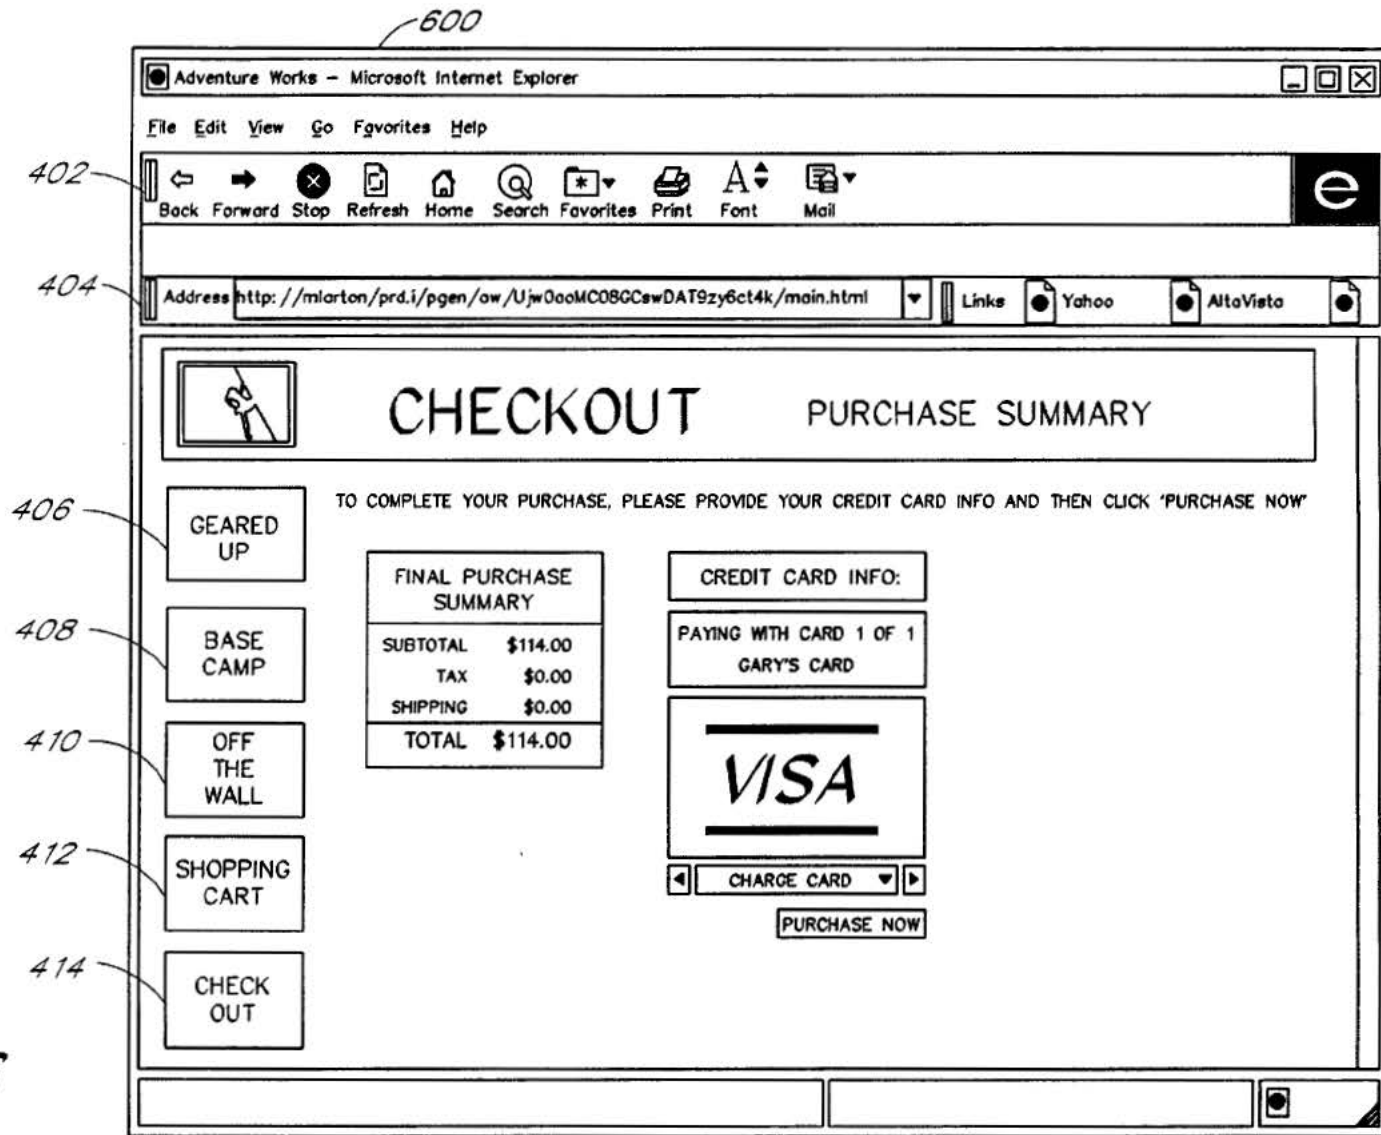 600
Adventure Works – Microsoft Internet Explorer
File Edit View Go Favorites Help
402
Back Forward Stop Refresh Home Search Favorites Print Font Mail
e
404
Address http: //mlarton/prd.i/pgen/aw/Ujw0aoMC08GCswDAT9zy6ct4k/main.html Links Yahoo AltaVista
CHECKOUT PURCHASE SUMMARY
TO COMPLETE YOUR PURCHASE, PLEASE PROVIDE YOUR CREDIT CARD INFO AND THEN CLICK 'PURCHASE NOW'
406
GEARED
UP
408
BASE
CAMP
410
OFF
THE
WALL
412
SHOPPING
CART
414
CHECK
OUT
FINAL PURCHASE
SUMMARY
SUBTOTAL $114.00
TAX $0.00
SHIPPING $0.00
TOTAL $114.00
CREDIT CARD INFO:
PAYING WITH CARD 1 OF 1
GARY'S CARD
VISA
CHARGE CARD
PURCHASE NOW